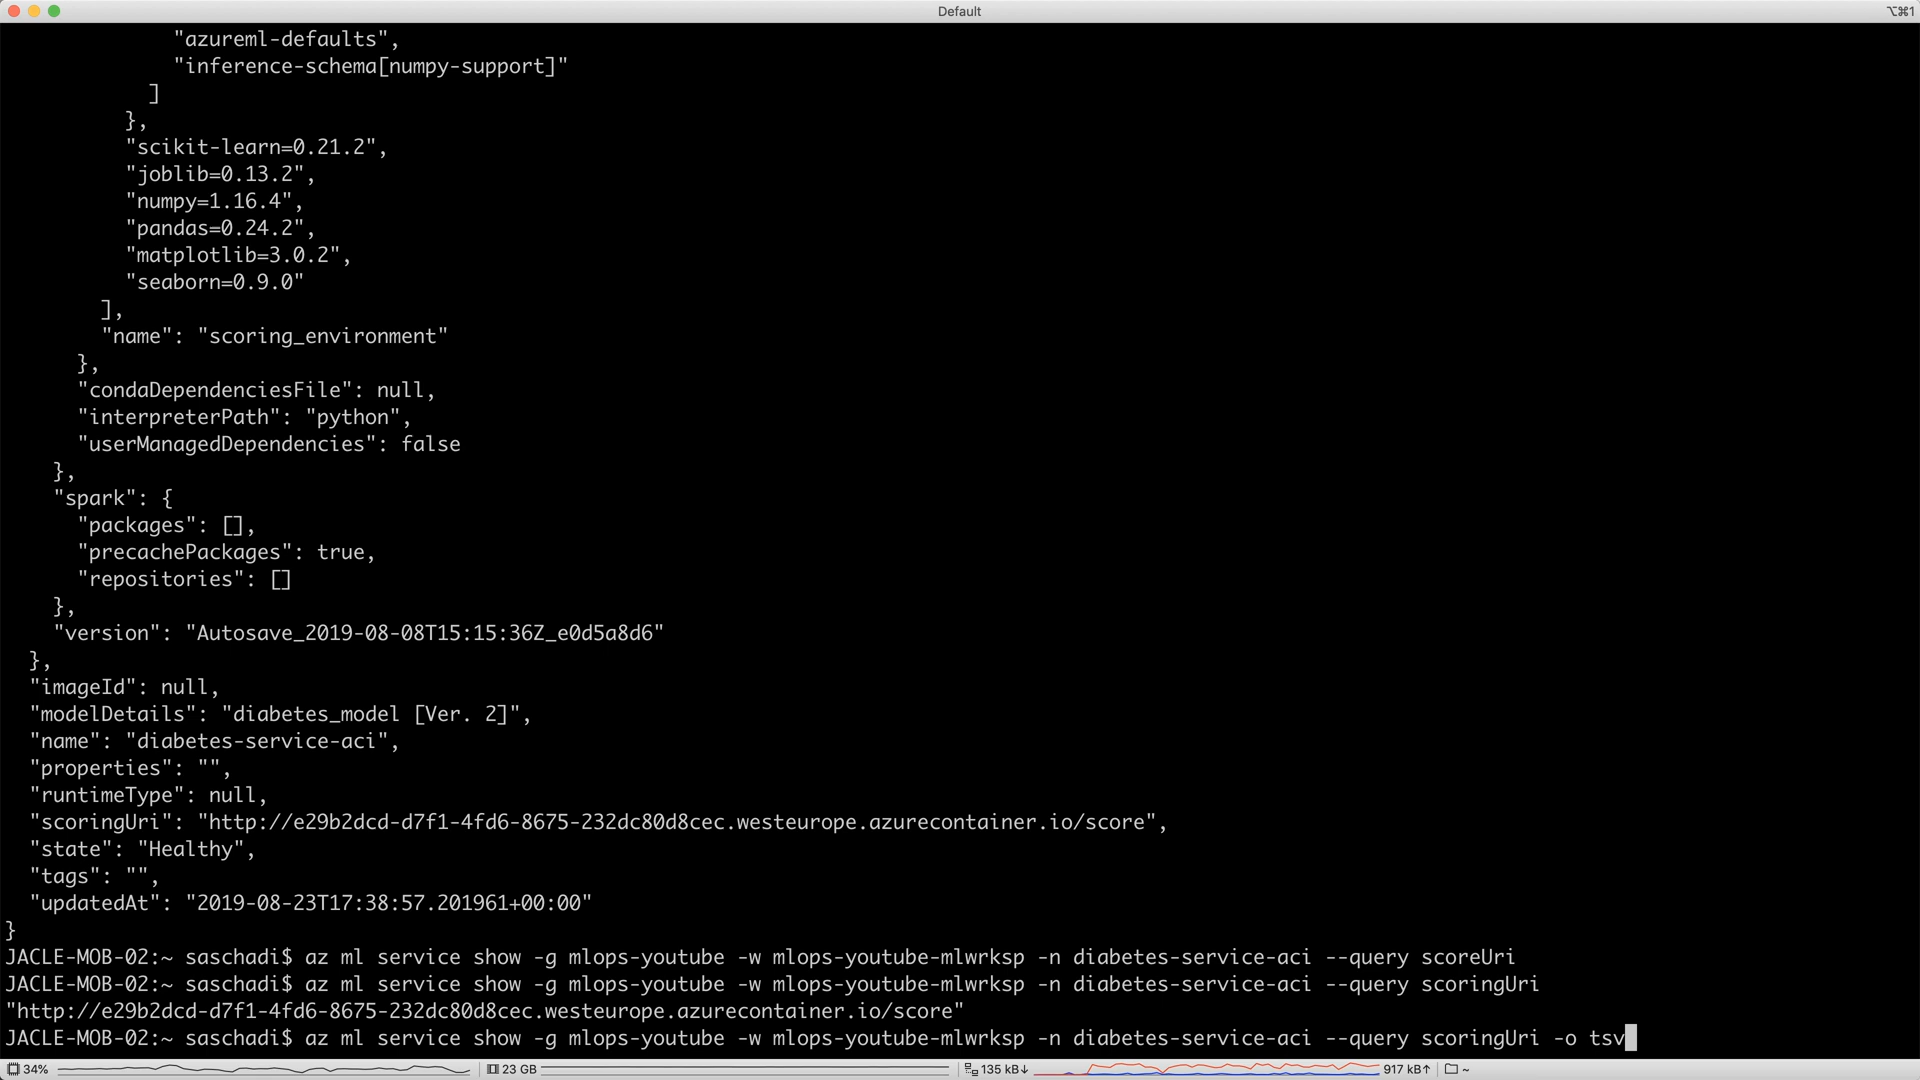 Default
⌥⌘1
"azureml-defaults",
"inference-schema[numpy-support]"
]
},
"scikit-learn=0.21.2",
"joblib=0.13.2",
"numpy=1.16.4",
"pandas=0.24.2",
"matplotlib=3.0.2",
"seaborn=0.9.0"
],
"name": "scoring_environment"
},
"condaDependenciesFile": null,
"interpreterPath": "python",
"userManagedDependencies": false
},
"spark": {
"packages": [],
"precachePackages": true,
"repositories": []
},
"version": "Autosave_2019-08-08T15:15:36Z_e0d5a8d6"
},
"imageId": null,
"modelDetails": "diabetes_model [Ver. 2]",
"name": "diabetes-service-aci",
"properties": "",
"runtimeType": null,
"scoringUri": "http://e29b2dcd-d7f1-4fd6-8675-232dc80d8cec.westeurope.azurecontainer.io/score",
"state": "Healthy",
"tags": "",
"updatedAt": "2019-08-23T17:38:57.201961+00:00"
}
JACLE-MOB-02:~ saschadi$ az ml service show -g mlops-youtube -w mlops-youtube-mlwrksp -n diabetes-service-aci --query scoreUri
JACLE-MOB-02:~ saschadi$ az ml service show -g mlops-youtube -w mlops-youtube-mlwrksp -n diabetes-service-aci --query scoringUri
"http://e29b2dcd-d7f1-4fd6-8675-232dc80d8cec.westeurope.azurecontainer.io/score"
JACLE-MOB-02:~ saschadi$ az ml service show -g mlops-youtube -w mlops-youtube-mlwrksp -n diabetes-service-aci --query scoringUri -o tsv
34% 23 GB 135 kB↓ 917 kB↑ ~